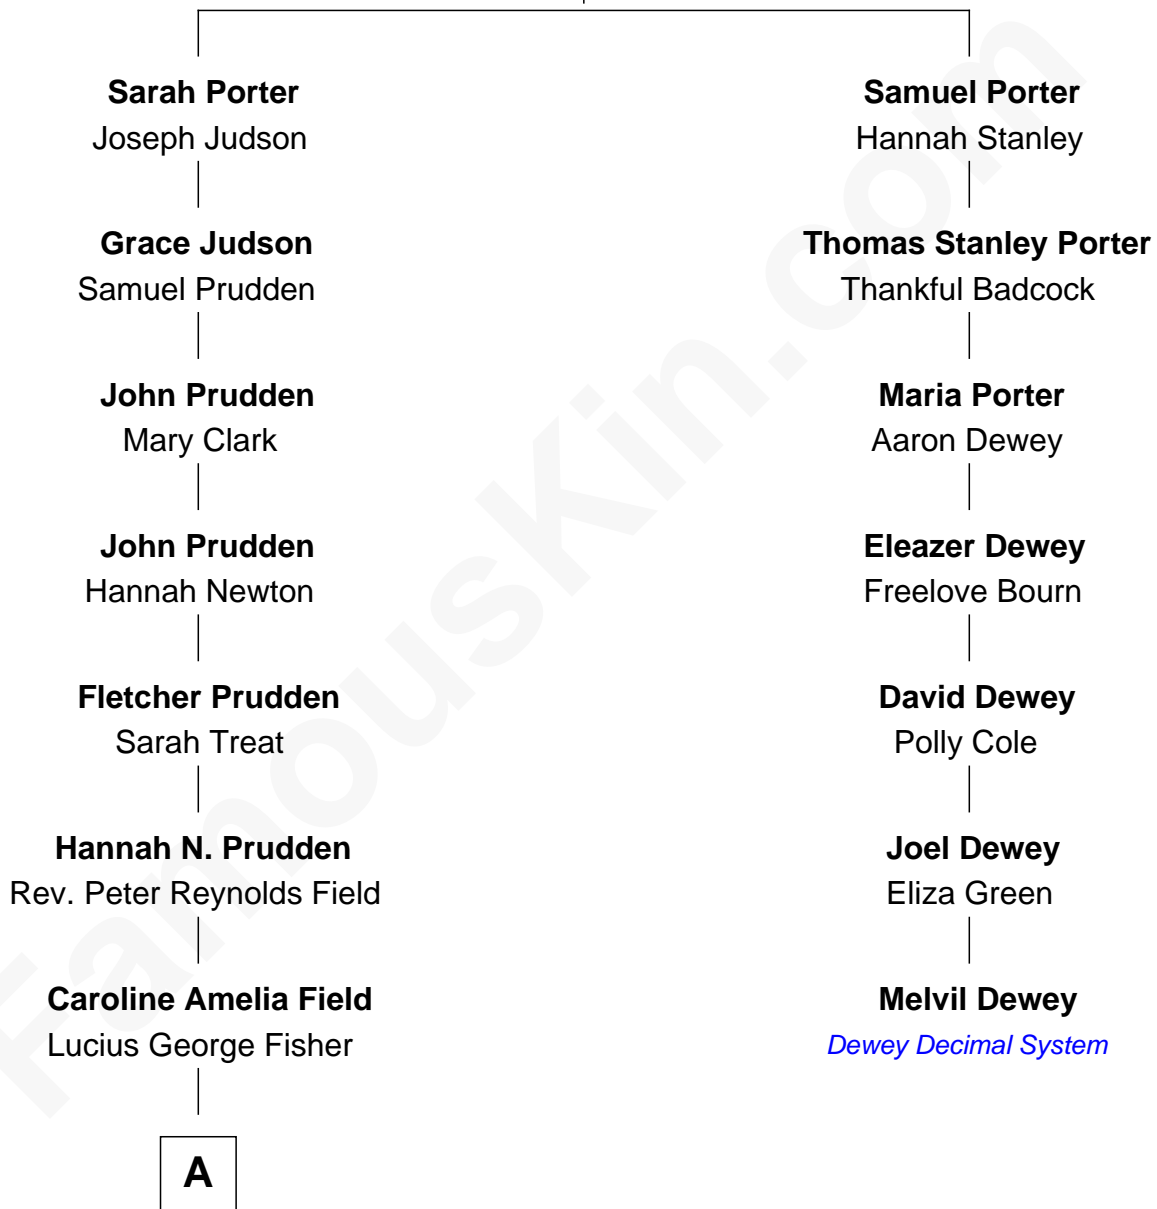 Sarah Porter
Joseph Judson
Samuel Porter
Hannah Stanley
Grace Judson
Samuel Prudden
Thomas Stanley Porter
Thankful Badcock
John Prudden
Mary Clark
Maria Porter
Aaron Dewey
John Prudden
Hannah Newton
Eleazer Dewey
Freelove Bourn
Fletcher Prudden
Sarah Treat
David Dewey
Polly Cole
Hannah N. Prudden
Rev. Peter Reynolds Field
Joel Dewey
Eliza Green
Caroline Amelia Field
Lucius George Fisher
Melvil Dewey
Dewey Decimal System
A
FamousKin.com